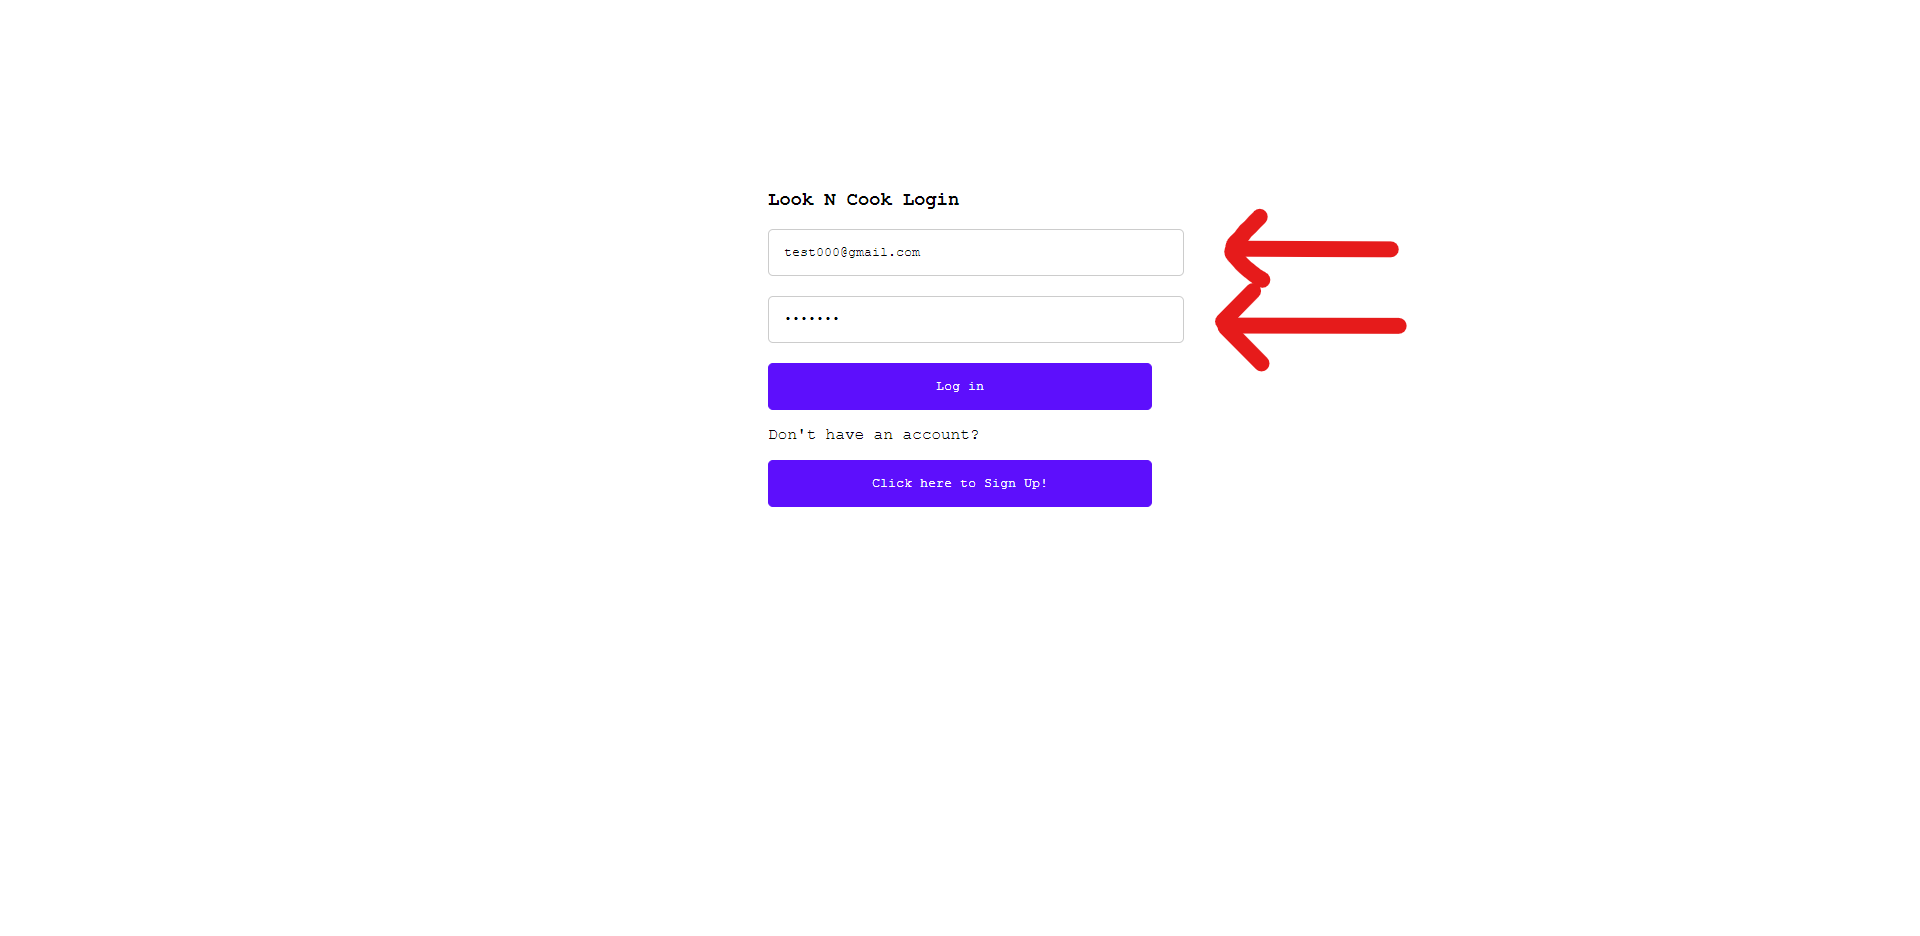 Look N Cook Login
test000@gmail.com
•••••••
Log in
Don't have an account?
Click here to Sign Up!